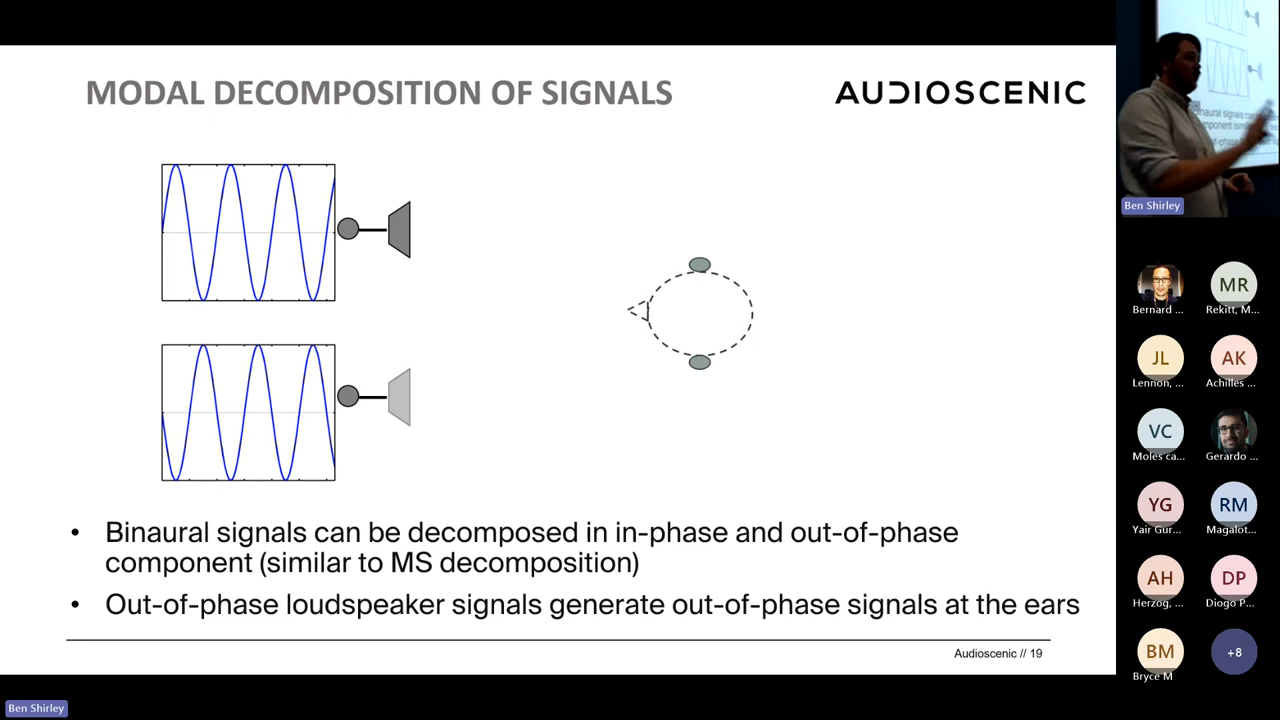 MODAL DECOMPOSITION OF SIGNALS
AUDIOSCENIC
• Binaural signals can be decomposed in in-phase and out-of-phase
component (similar to MS decomposition)
• Out-of-phase loudspeaker signals generate out-of-phase signals at the ears
Audioscenic // 19
Ben Shirley
Bernard ...
MR
Rekitt, M...
JL
Lennon, ...
AK
Achilles ...
VC
Moles ca...
Gerardo ...
YG
Yair Gur...
RM
Magalot...
AH
Herzog, ...
DP
Diogo P...
BM
Bryce M
+8
Ben Shirley